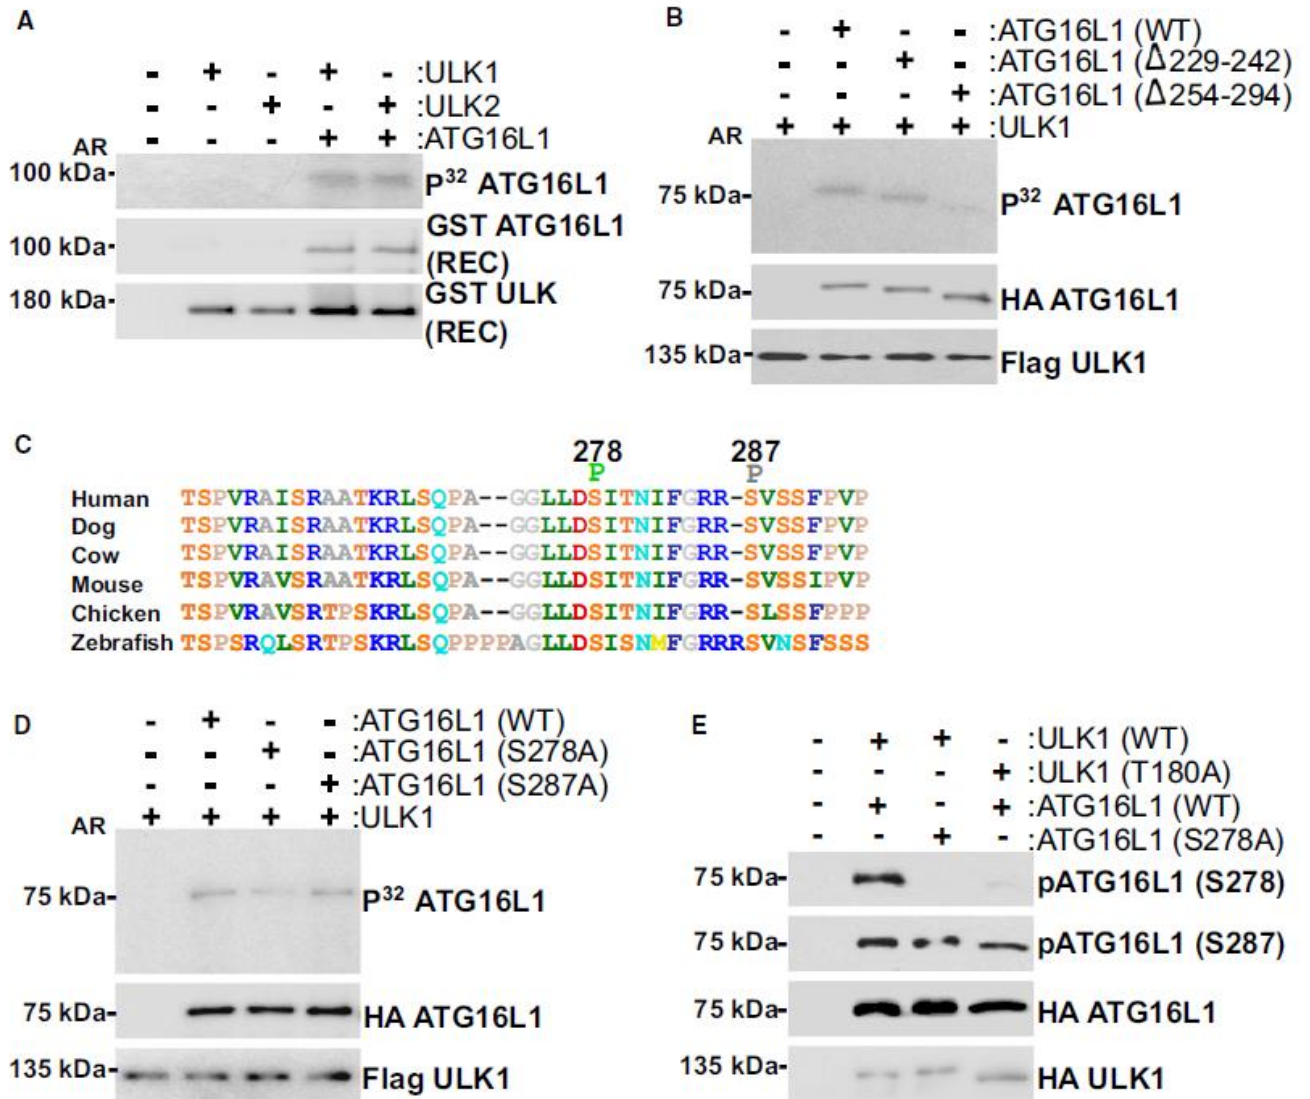 A
- + - + - :ULK1
- - + - + :ULK2
- - - + + :ATG16L1
AR
100 kDa-
P32 ATG16L1
100 kDa-
GST ATG16L1
(REC)
180 kDa-
GST ULK
(REC)
B
- + - - :ATG16L1 (WT)
- - + - :ATG16L1 (Δ229-242)
- - - + :ATG16L1 (Δ254-294)
+ + + + :ULK1
AR
75 kDa-
P32 ATG16L1
75 kDa-
HA ATG16L1
135 kDa-
Flag ULK1
C
278 287
P P
Human TSPVRAISRAATKRLSQPA--GGLLDSITNIFGRR-SVSSFPVP
Dog TSPVRAISRAATKRLSQPA--GGLLDSITNIFGRR-SVSSFPVP
Cow TSPVRAISRAATKRLSQPA--GGLLDSITNIFGRR-SVSSFPVP
Mouse TSPVRAVSRAATKRLSQPA--GGLLDSITNIFGRR-SVSSIPVP
Chicken TSPVRAVSRTPSKRLSQPA--GGLLDSITNIFGRR-SLSSFPPP
Zebrafish TSPSRQLSRTPSKRLSQPPPPAGLLDSISNMFGRRRSVNSFSSS
D
- + - - :ATG16L1 (WT)
- - + - :ATG16L1 (S278A)
- - - + :ATG16L1 (S287A)
+ + + + :ULK1
AR
75 kDa-
P32 ATG16L1
75 kDa-
HA ATG16L1
135 kDa-
Flag ULK1
E
- + + - :ULK1 (WT)
- - - + :ULK1 (T180A)
- + - + :ATG16L1 (WT)
- - + - :ATG16L1 (S278A)
75 kDa-
pATG16L1 (S278)
75 kDa-
pATG16L1 (S287)
75 kDa-
HA ATG16L1
135 kDa-
HA ULK1